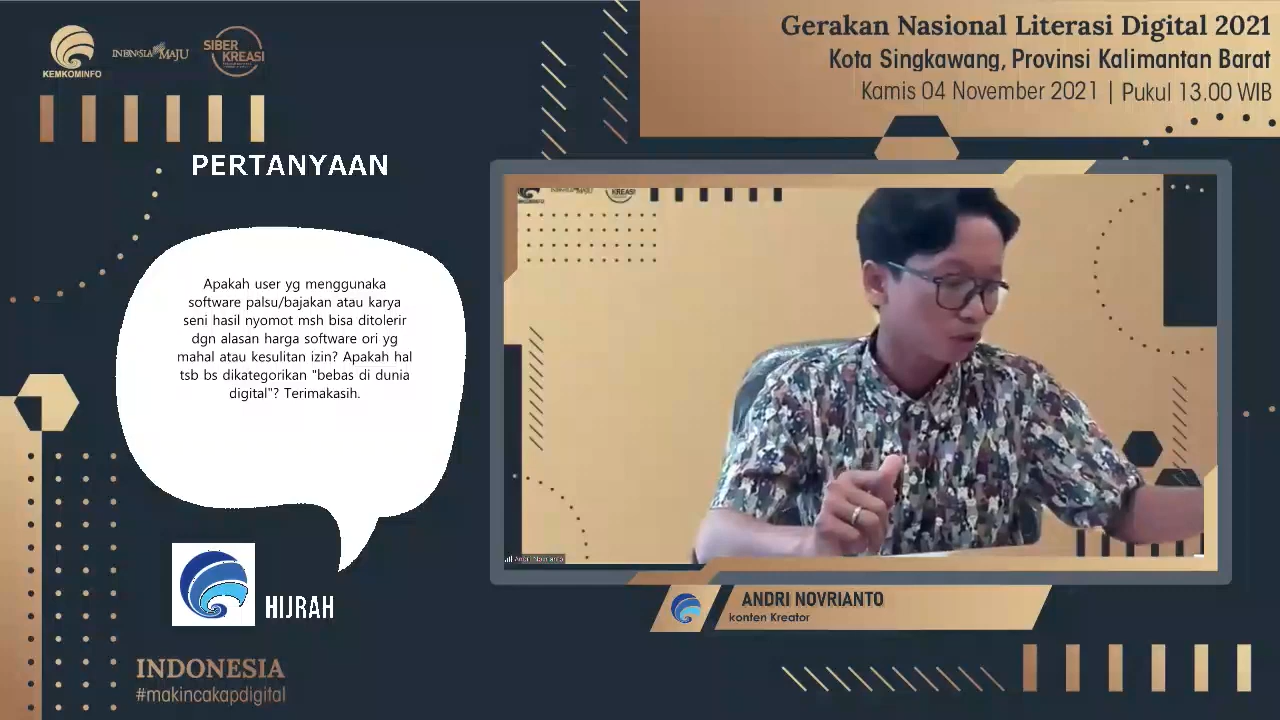 KEMKOMINFO
INDONESIA MAJU
SIBER
KREASI
Gerakan Nasional Literasi Digital 2021
Kota Singkawang, Provinsi Kalimantan Barat
Kamis 04 November 2021 | Pukul 13.00 WIB
PERTANYAAN
Apakah user yg menggunaka
software palsu/bajakan atau karya
seni hasil nyomot msh bisa ditolerir
dgn alasan harga software ori yg
mahal atau kesulitan izin? Apakah hal
tsb bs dikategorikan "bebas di dunia
digital"? Terimakasih.
HIJRAH
KREASI
Andri Novrianto
ANDRI NOVRIANTO
konten Kreator
INDONESIA
#makincakapdigital